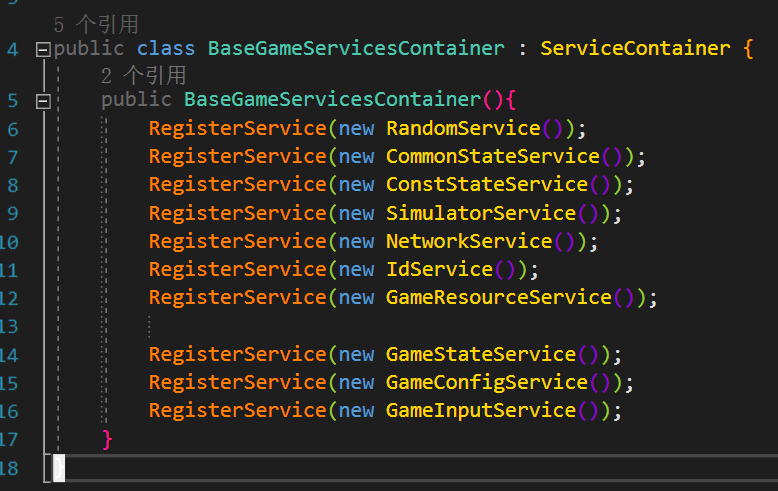 5 个引用
4 public class BaseGameServicesContainer : ServiceContainer {
2 个引用
5 public BaseGameServicesContainer(){
6 RegisterService(new RandomService());
7 RegisterService(new CommonStateService());
8 RegisterService(new ConstStateService());
9 RegisterService(new SimulatorService());
10 RegisterService(new NetworkService());
11 RegisterService(new IdService());
12 RegisterService(new GameResourceService());
13
14 RegisterService(new GameStateService());
15 RegisterService(new GameConfigService());
16 RegisterService(new GameInputService());
17 }
18 }